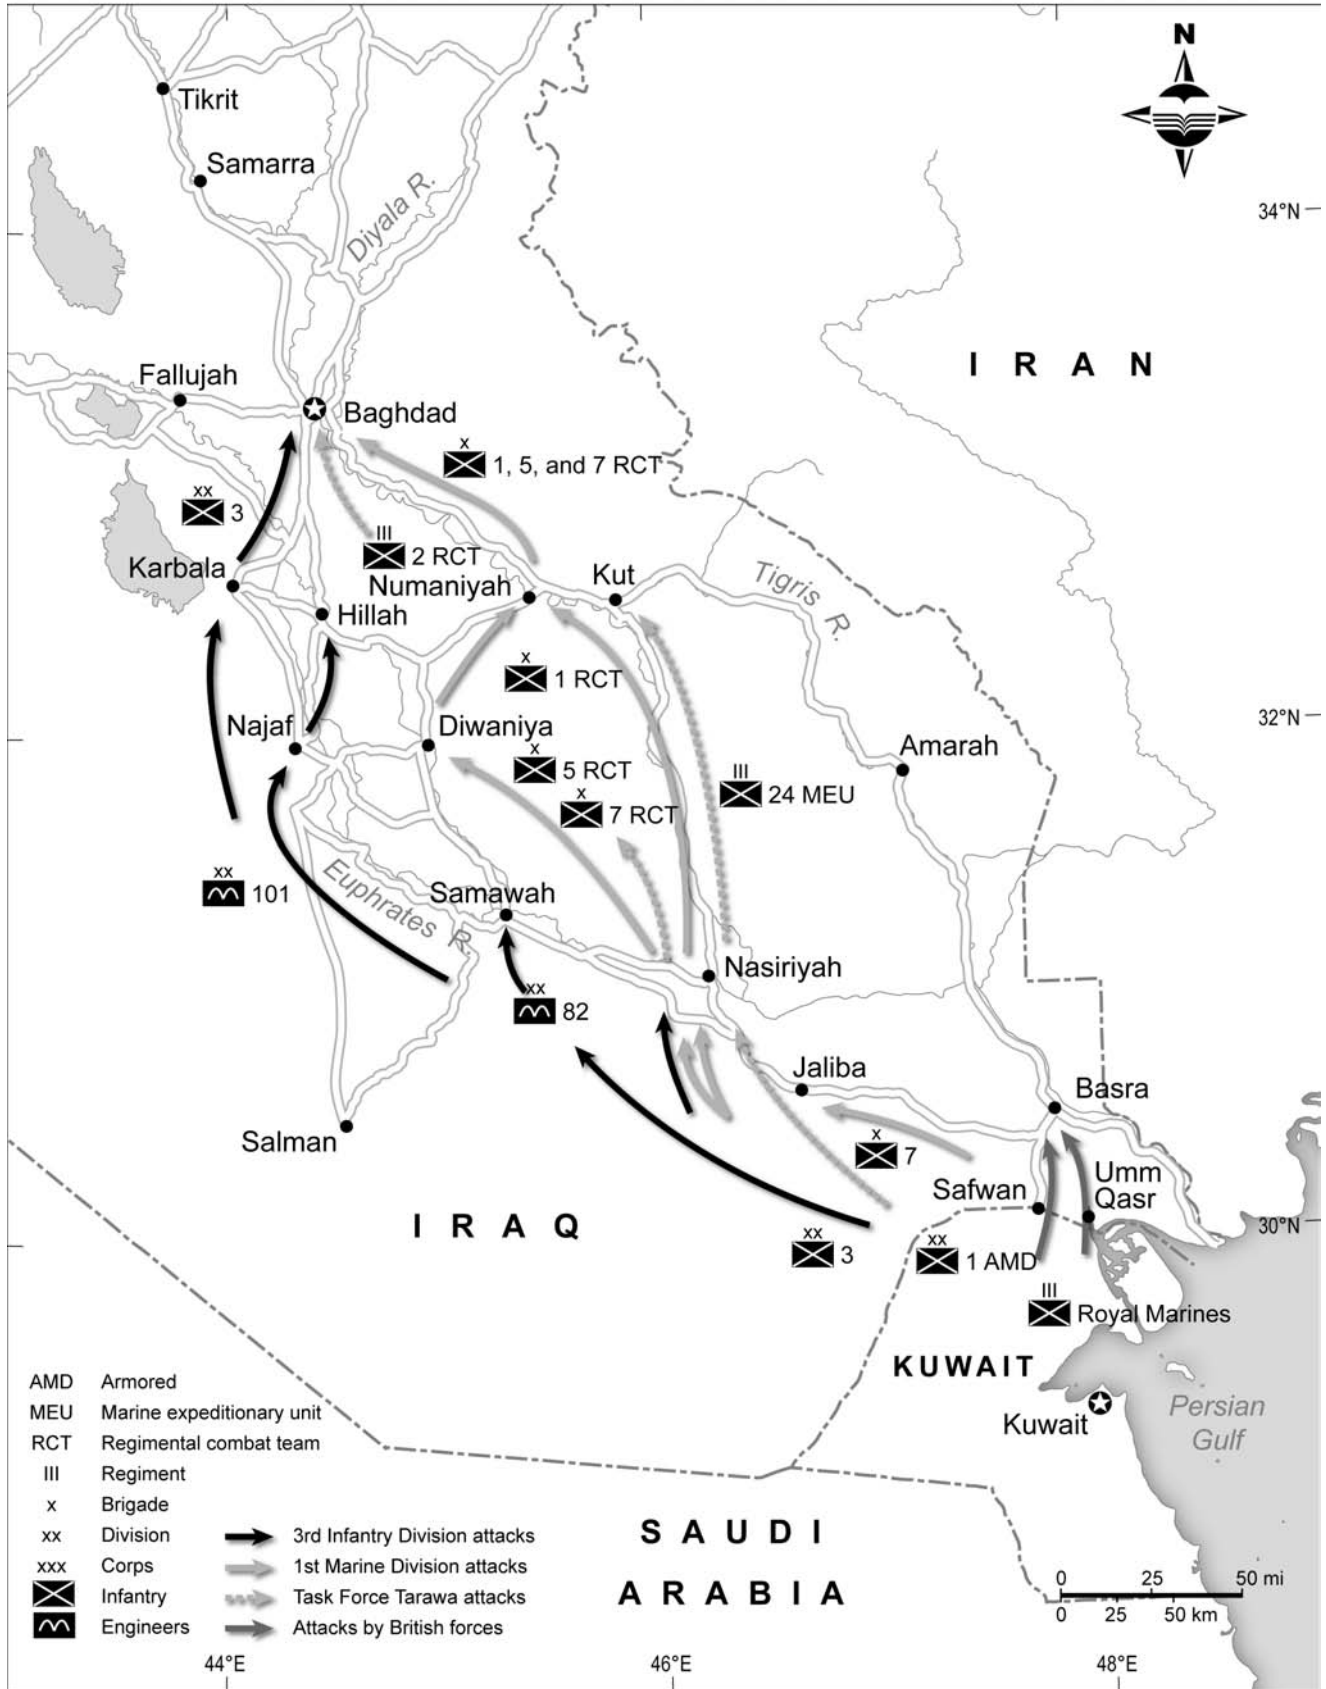 N
Tikrit
Samarra
Diyala R.
34°N
IRAN
Fallujah
Baghdad
x
1, 5, and 7 RCT
xx
3
III
2 RCT
Karbala
Numaniyah
Kut
Tigris R.
Hillah
x
1 RCT
Najaf
Diwaniya
32°N
Amarah
x
5 RCT
III
24 MEU
x
7 RCT
xx
101
Euphrates R.
Samawah
Nasiriyah
xx
82
Jaliba
Basra
Salman
x
7
Umm
Qasr
Safwan
IRAQ
30°N
xx
3
xx
1 AMD
III
Royal Marines
KUWAIT
Kuwait
Persian
Gulf
AMD Armored
MEU Marine expeditionary unit
RCT Regimental combat team
III Regiment
x Brigade
xx Division
xxx Corps
Infantry
Engineers
3rd Infantry Division attacks
1st Marine Division attacks
Task Force Tarawa attacks
Attacks by British forces
SAUDI
ARABIA
0 25 50 mi
0 25 50 km
44°E 46°E 48°E